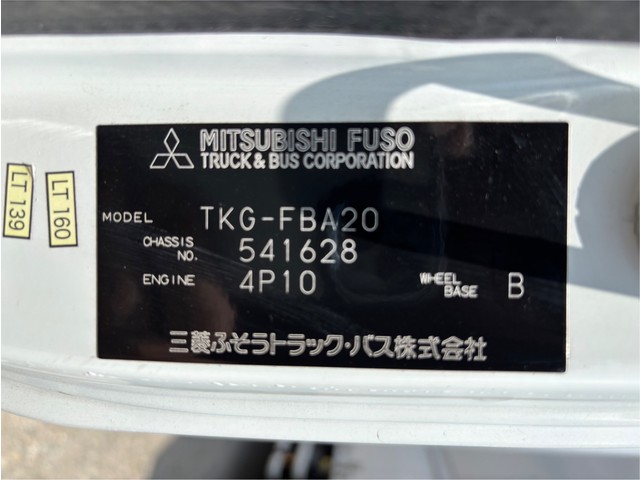 MITSUBISHI FUSO
TRUCK & BUS CORPORATION
MODEL TKG-FBA20
CHASSIS NO. 541628
ENGINE 4P10 WHEEL BASE B
三菱ふそうトラック・バス株式会社
LT 139
LT 160